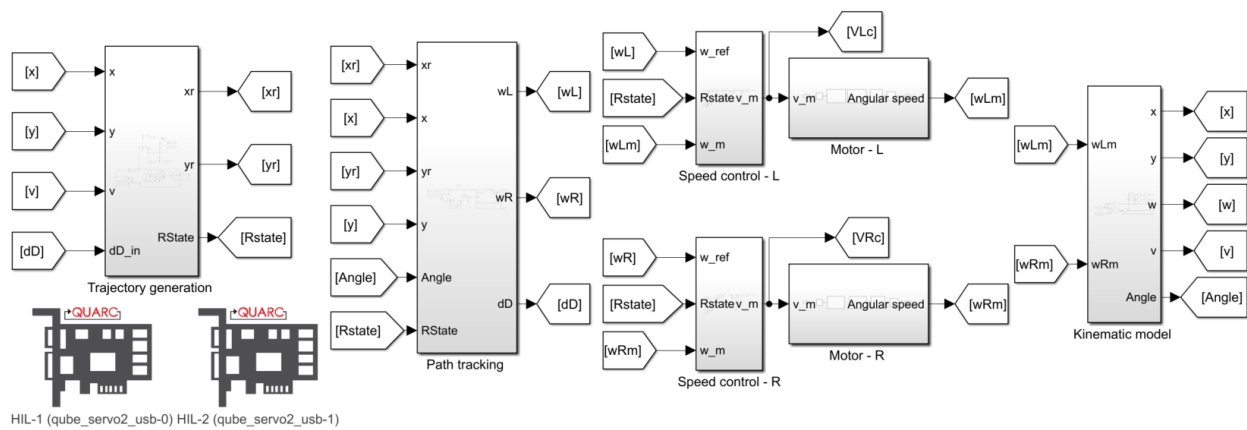 [x]
[y]
[v]
[dD]
x
y
v
dD_in
xr
yr
RState
[xr]
[yr]
[Rstate]
Trajectory generation
QUARC
QUARC
HIL-1 (qube_servo2_usb-0)
HIL-2 (qube_servo2_usb-1)
[xr]
[x]
[yr]
[y]
[Angle]
[Rstate]
xr
x
yr
y
Angle
RState
wL
wR
dD
[wL]
[wR]
[dD]
Path tracking
[wL]
[Rstate]
[wLm]
w_ref
Rstate
w_m
v_m
Speed control - L
[VLc]
v_m
Angular speed
[wLm]
Motor - L
[wR]
[Rstate]
[wRm]
w_ref
Rstate
w_m
v_m
Speed control - R
[VRc]
v_m
Angular speed
[wRm]
Motor - R
[wLm]
[wRm]
wLm
wRm
x
y
w
v
Angle
[x]
[y]
[w]
[v]
[Angle]
Kinematic model